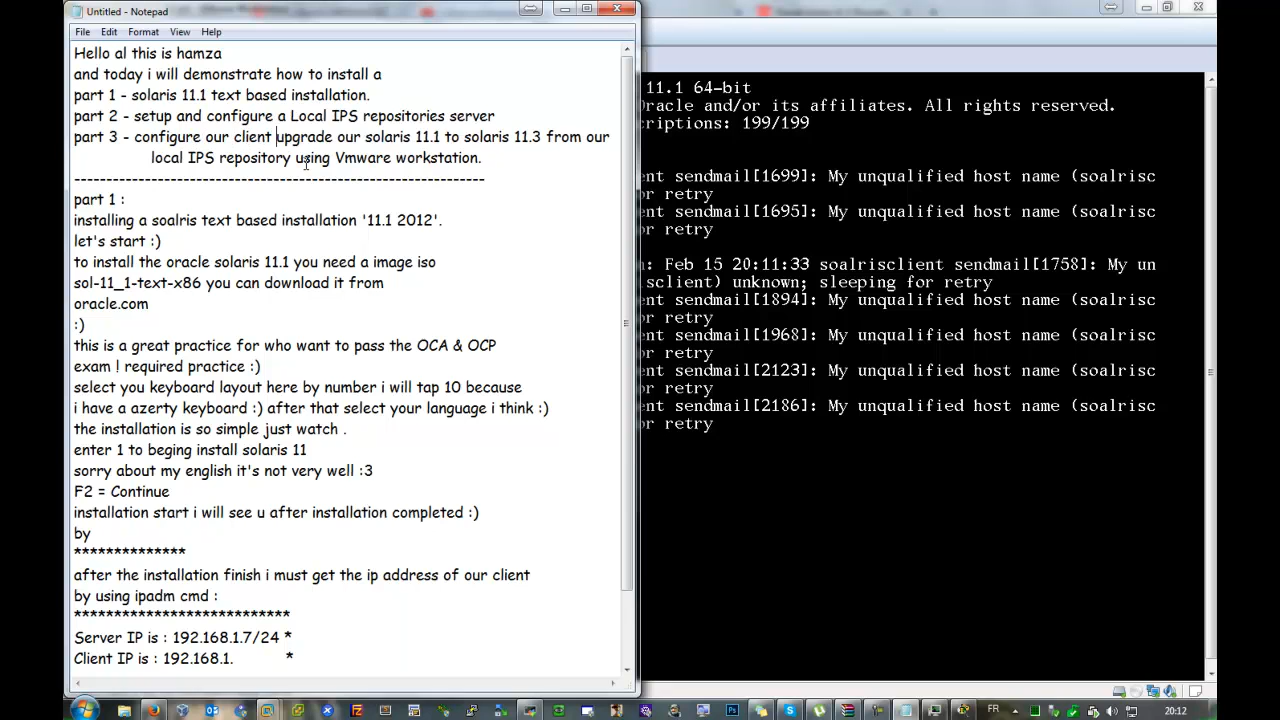 Untitled - Notepad
File Edit Format View Help
Hello al this is hamza
and today i will demonstrate how to install a
part 1 - solaris 11.1 text based installation.
part 2 - setup and configure a Local IPS repositories server
part 3 - configure our client upgrade our solaris 11.1 to solaris 11.3 from our
local IPS repository using Vmware workstation.
---------------------------------------------------------------
part 1 :
installing a soalris text based installation '11.1 2012'.
let's start :)
to install the oracle solaris 11.1 you need a image iso
sol-11_1-text-x86 you can download it from
oracle.com
:)
this is a great practice for who want to pass the OCA & OCP
exam ! required practice :)
select you keyboard layout here by number i will tap 10 because
i have a azerty keyboard :) after that select your language i think :)
the installation is so simple just watch .
enter 1 to beging install solaris 11
sorry about my english it's not very well :3
F2 = Continue
installation start i will see u after installation completed :)
by
**************
after the installation finish i must get the ip address of our client
by using ipadm cmd :
***************************
Server IP is : 192.168.1.7/24 *
Client IP is : 192.168.1. *
11.1 64-bit
Oracle and/or its affiliates. All rights reserved.
criptions: 199/199
ent sendmail[1699]: My unqualified host name (soalrisc
or retry
ent sendmail[1695]: My unqualified host name (soalrisc
or retry
m: Feb 15 20:11:33 soalrisclient sendmail[1758]: My un
isclient) unknown; sleeping for retry
ent sendmail[1894]: My unqualified host name (soalrisc
or retry
ent sendmail[1968]: My unqualified host name (soalrisc
or retry
ent sendmail[2123]: My unqualified host name (soalrisc
or retry
ent sendmail[2186]: My unqualified host name (soalrisc
or retry
FR
20:12